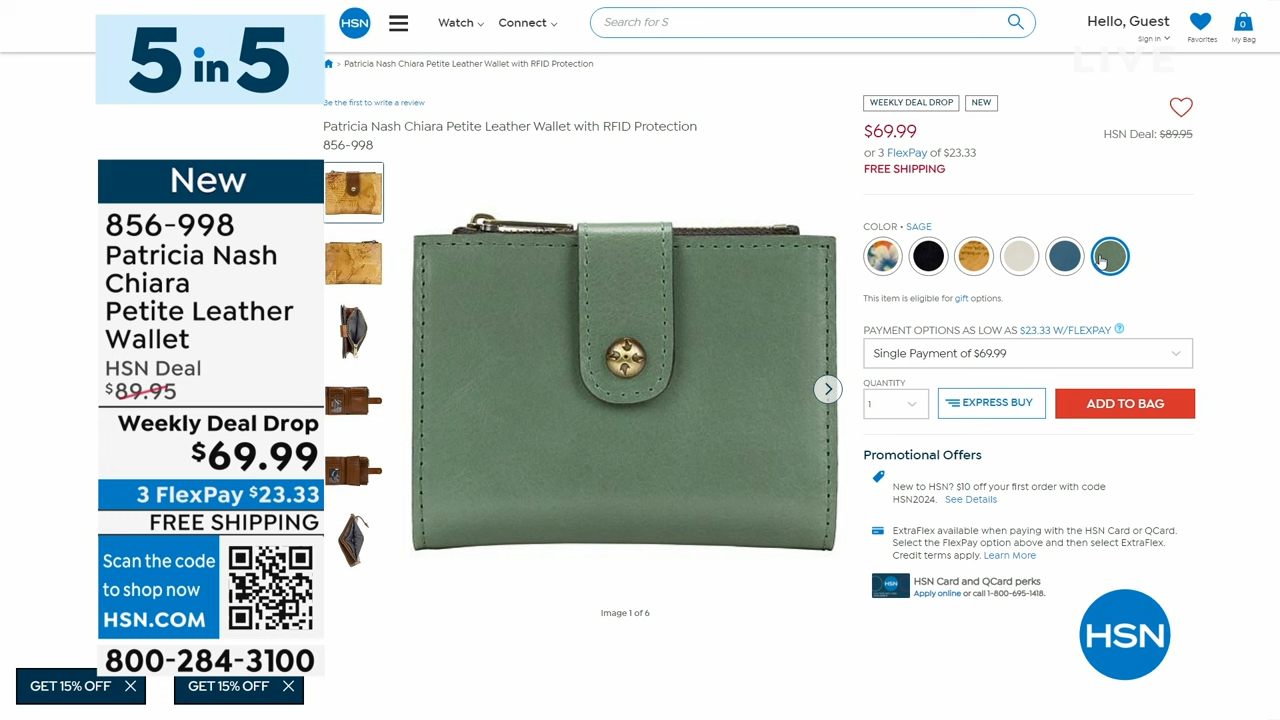 5 in 5
HSN
Watch
Connect
Search for S
Hello, Guest
Sign in
Favorites
0
My Bag
LIVE
> Patricia Nash Chiara Petite Leather Wallet with RFID Protection
Be the first to write a review
Patricia Nash Chiara Petite Leather Wallet with RFID Protection
856-998
New
856-998
Patricia Nash
Chiara
Petite Leather
Wallet
HSN Deal
$89.95
Weekly Deal Drop
$69.99
3 FlexPay $23.33
FREE SHIPPING
Scan the code
to shop now
HSN.COM
800-284-3100
GET 15% OFF
GET 15% OFF
Image 1 of 6
WEEKLY DEAL DROP
NEW
$69.99
HSN Deal: $89.95
or 3 FlexPay of $23.33
FREE SHIPPING
COLOR • SAGE
This item is eligible for gift options.
PAYMENT OPTIONS AS LOW AS $23.33 W/FLEXPAY ?
Single Payment of $69.99
QUANTITY
1
EXPRESS BUY
ADD TO BAG
Promotional Offers
New to HSN? $10 off your first order with code
HSN2024. See Details
ExtraFlex available when paying with the HSN Card or QCard.
Select the FlexPay option above and then select ExtraFlex.
Credit terms apply. Learn More
HSN
HSN Card and QCard perks
Apply online or call 1-800-695-1418.
HSN